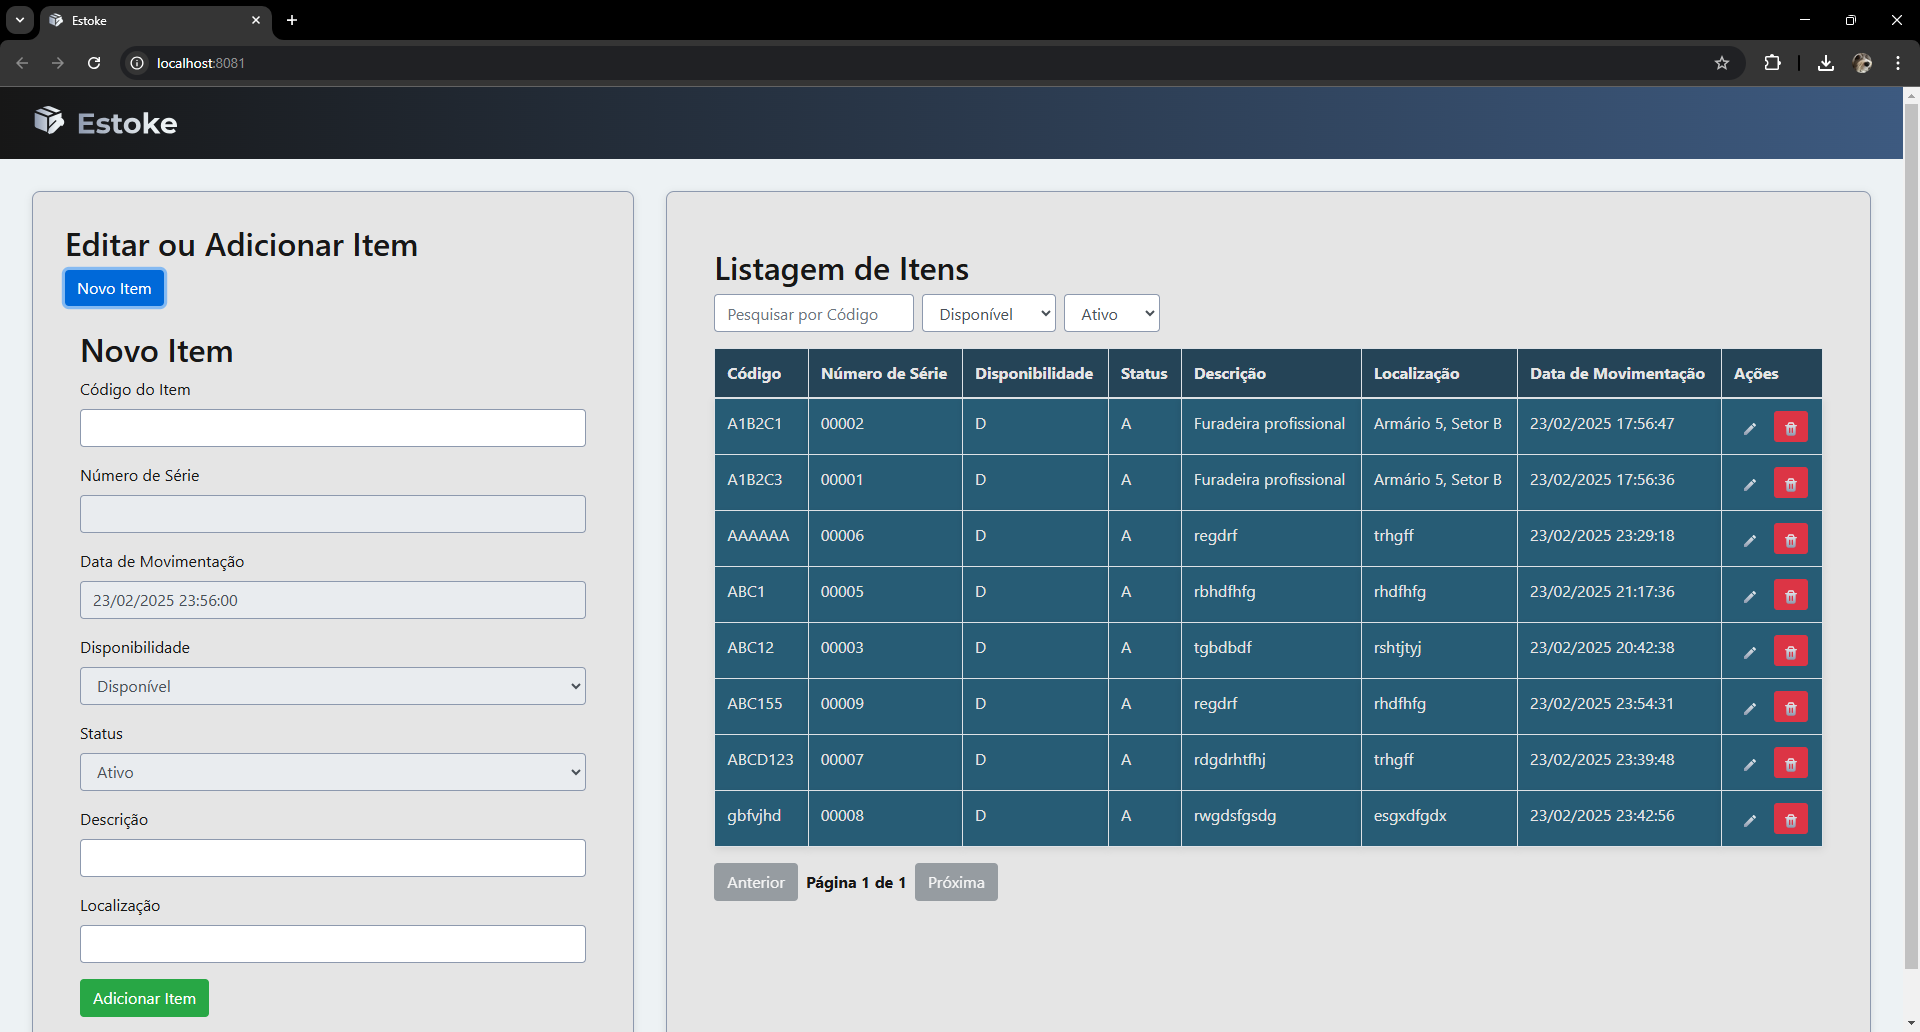 Estoke
localhost:8081
Estoke
Editar ou Adicionar Item
Novo Item
Novo Item
Código do Item
Número de Série
Data de Movimentação
23/02/2025 23:56:00
Disponibilidade
Disponível
Status
Ativo
Descrição
Localização
Adicionar Item
Listagem de Itens
Pesquisar por Código Disponível Ativo
Código Número de Série Disponibilidade Status Descrição Localização Data de Movimentação Ações
A1B2C1 00002 D A Furadeira profissional Armário 5, Setor B 23/02/2025 17:56:47
A1B2C3 00001 D A Furadeira profissional Armário 5, Setor B 23/02/2025 17:56:36
AAAAAA 00006 D A regdrf trhgff 23/02/2025 23:29:18
ABC1 00005 D A rbhdfhfg rhdfhfg 23/02/2025 21:17:36
ABC12 00003 D A tgbdbdf rshtjtyj 23/02/2025 20:42:38
ABC155 00009 D A regdrf rhdfhfg 23/02/2025 23:54:31
ABCD123 00007 D A rdgdrhtfhj trhgff 23/02/2025 23:39:48
gbfvjhd 00008 D A rwgdsfgsdg esgxdfgdx 23/02/2025 23:42:56
Anterior Página 1 de 1 Próxima